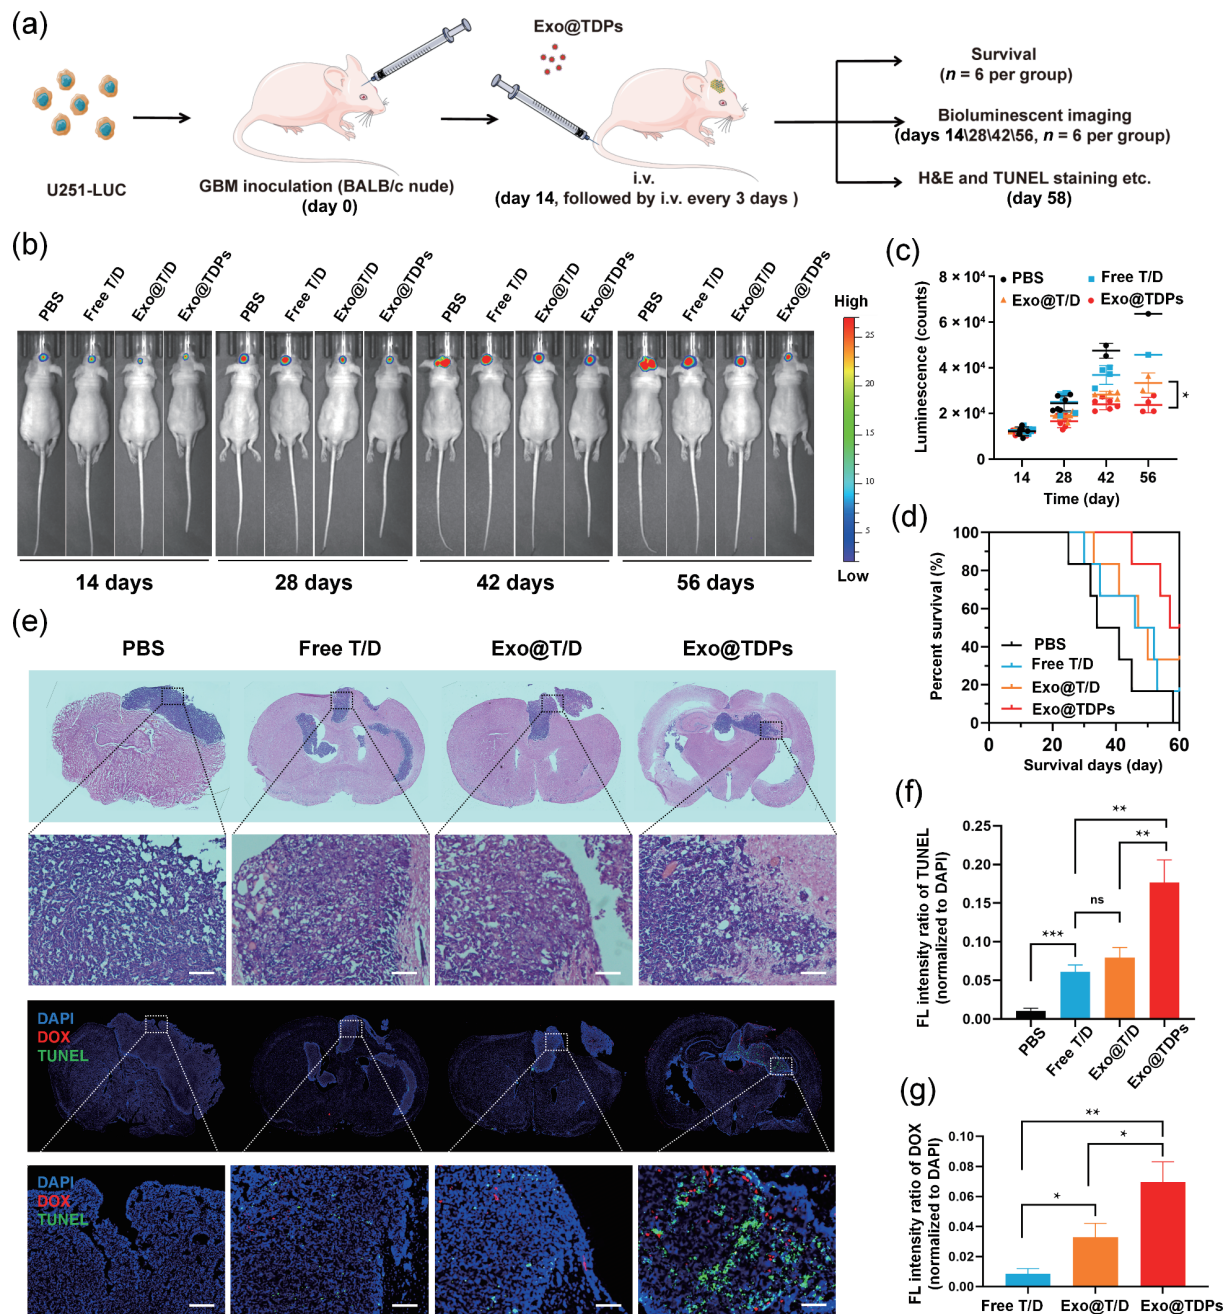 (a)
Exo@TDPs
U251-LUC
GBM inoculation (BALB/c nude)
(day 0)
i.v.
(day 14, followed by i.v. every 3 days )
Survival
(n = 6 per group)
Bioluminescent imaging
(days 14\28\42\56, n = 6 per group)
H&E and TUNEL staining etc.
(day 58)
(b)
PBS Free T/D Exo@T/D Exo@TDPs
PBS Free T/D Exo@T/D Exo@TDPs
PBS Free T/D Exo@T/D Exo@TDPs
PBS Free T/D Exo@T/D Exo@TDPs
14 days
28 days
42 days
56 days
High
25
20
15
10
5
Low
(c)
PBS Free T/D
Exo@T/D Exo@TDPs
Luminescence (counts)
8 × 10⁴
6 × 10⁴
4 × 10⁴
2 × 10⁴
0
*
14 28 42 56
Time (day)
(d)
Percent survival (%)
100
80
60
40
20
0
PBS
Free T/D
Exo@T/D
Exo@TDPs
0 20 40 60
Survival days (day)
(e)
PBS Free T/D Exo@T/D Exo@TDPs
DAPI
DOX
TUNEL
DAPI
DOX
TUNEL
(f)
FL intensity ratio of TUNEL
(normalized to DAPI)
0.25
0.20
0.15
0.10
0.05
0.00
***
ns
**
**
PBS Free T/D Exo@T/D Exo@TDPs
(g)
FL intensity ratio of DOX
(normalized to DAPI)
0.10
0.08
0.06
0.04
0.02
0.00
*
*
**
Free T/D Exo@T/D Exo@TDPs